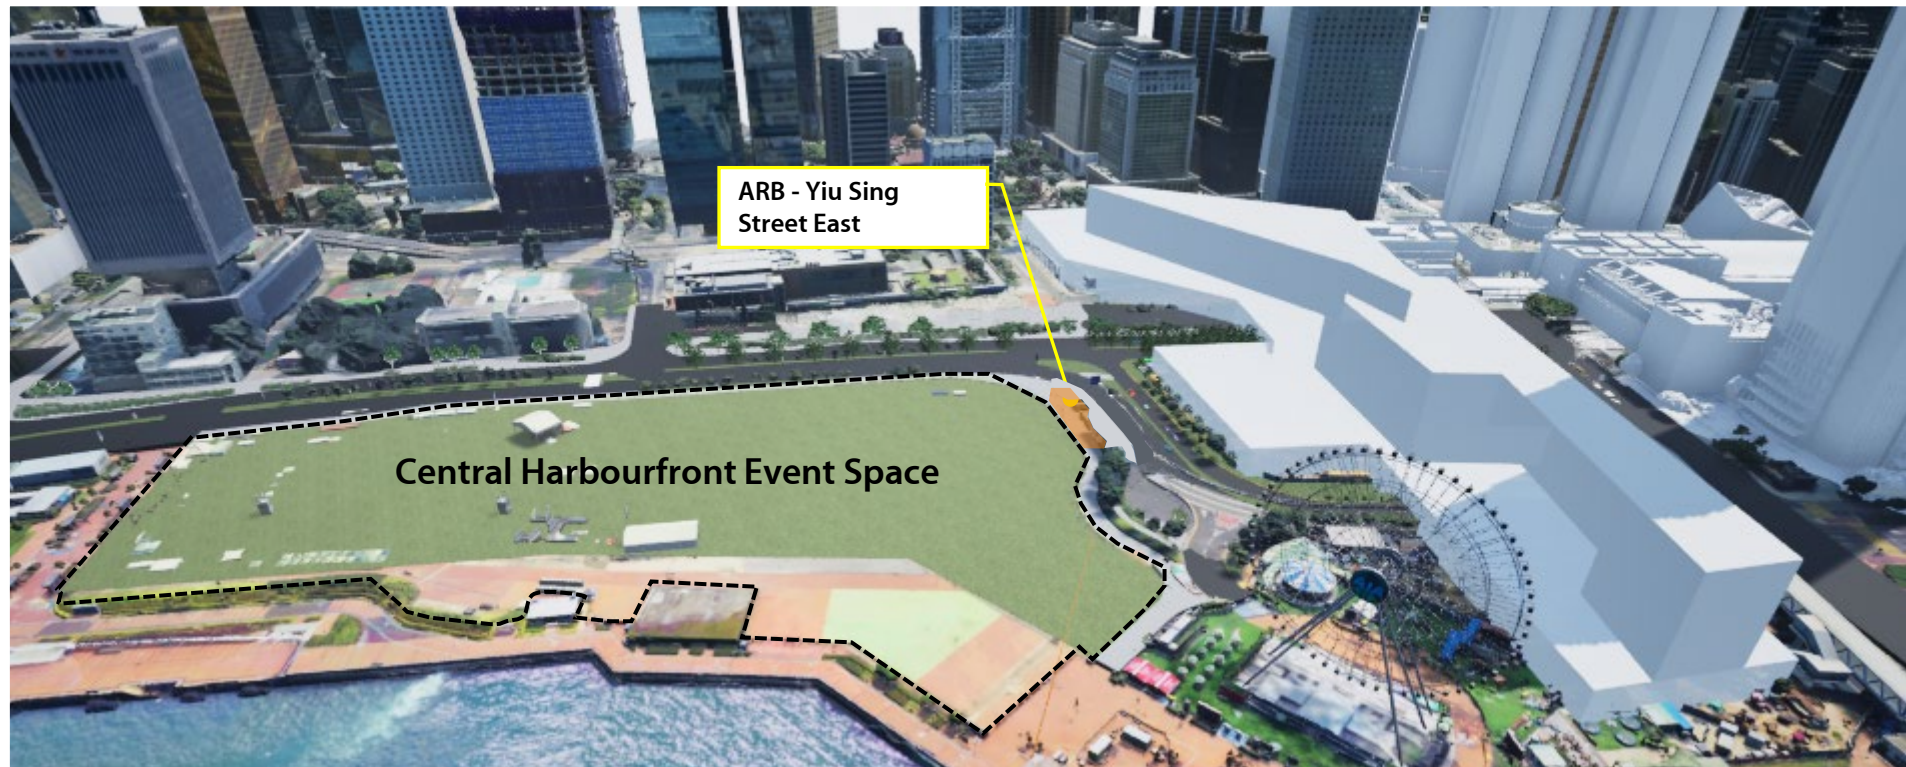 ARB - Yiu Sing
Street East
Central Harbourfront Event Space